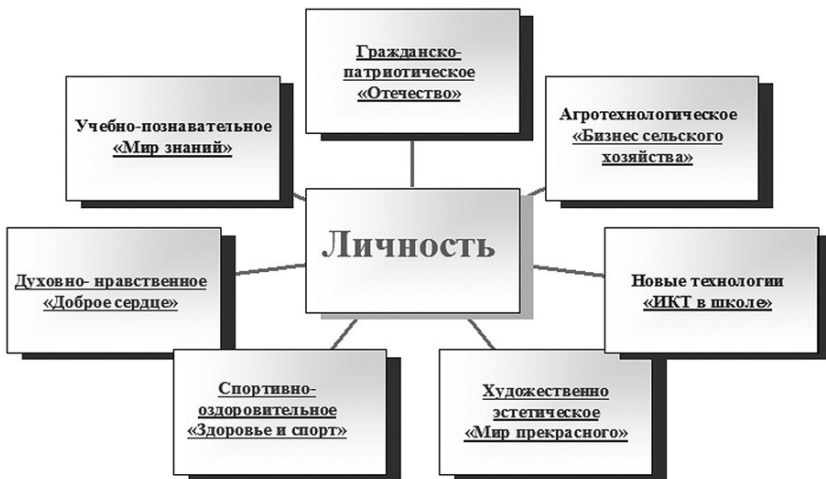 Гражданско-
патриотическое
«Отечество»
Учебно-познавательное
«Мир знаний»
Агротехнологическое
«Бизнес сельского
хозяйства»
Личность
Духовно- нравственное
«Доброе сердце»
Новые технологии
«ИКТ в школе»
Спортивно-
оздоровительное
«Здоровье и спорт»
Художественно
эстетическое
«Мир прекрасного»